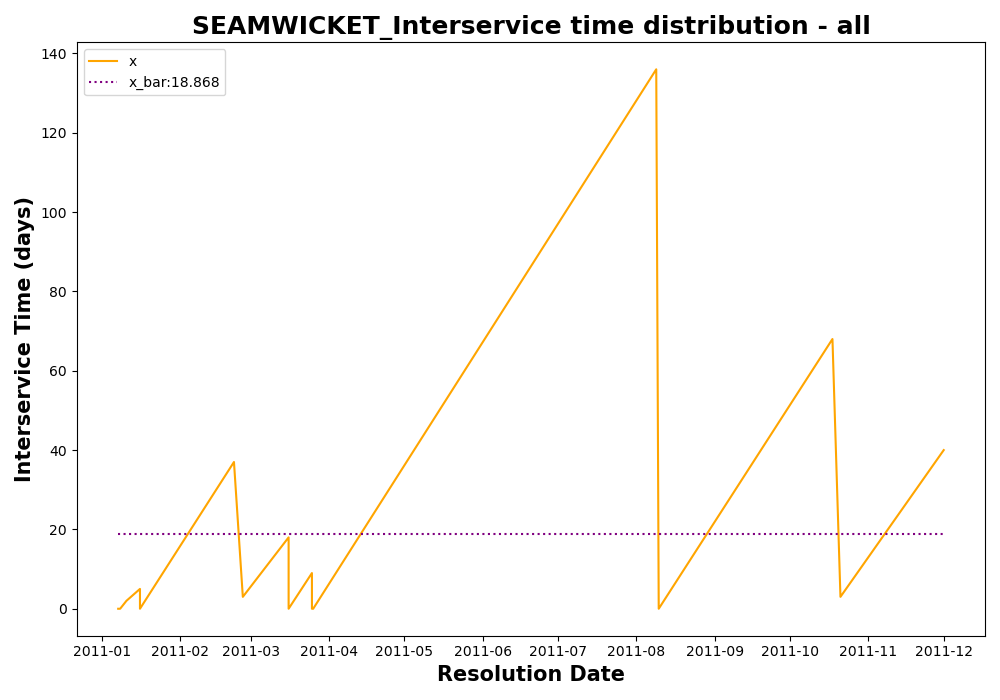 SEAMWICKET_Interservice time distribution - all
x
x_bar:18.868
Interservice Time (days)
140
120
100
80
60
40
20
0
2011-01 2011-02 2011-03 2011-04 2011-05 2011-06 2011-07 2011-08 2011-09 2011-10 2011-11 2011-12
Resolution Date